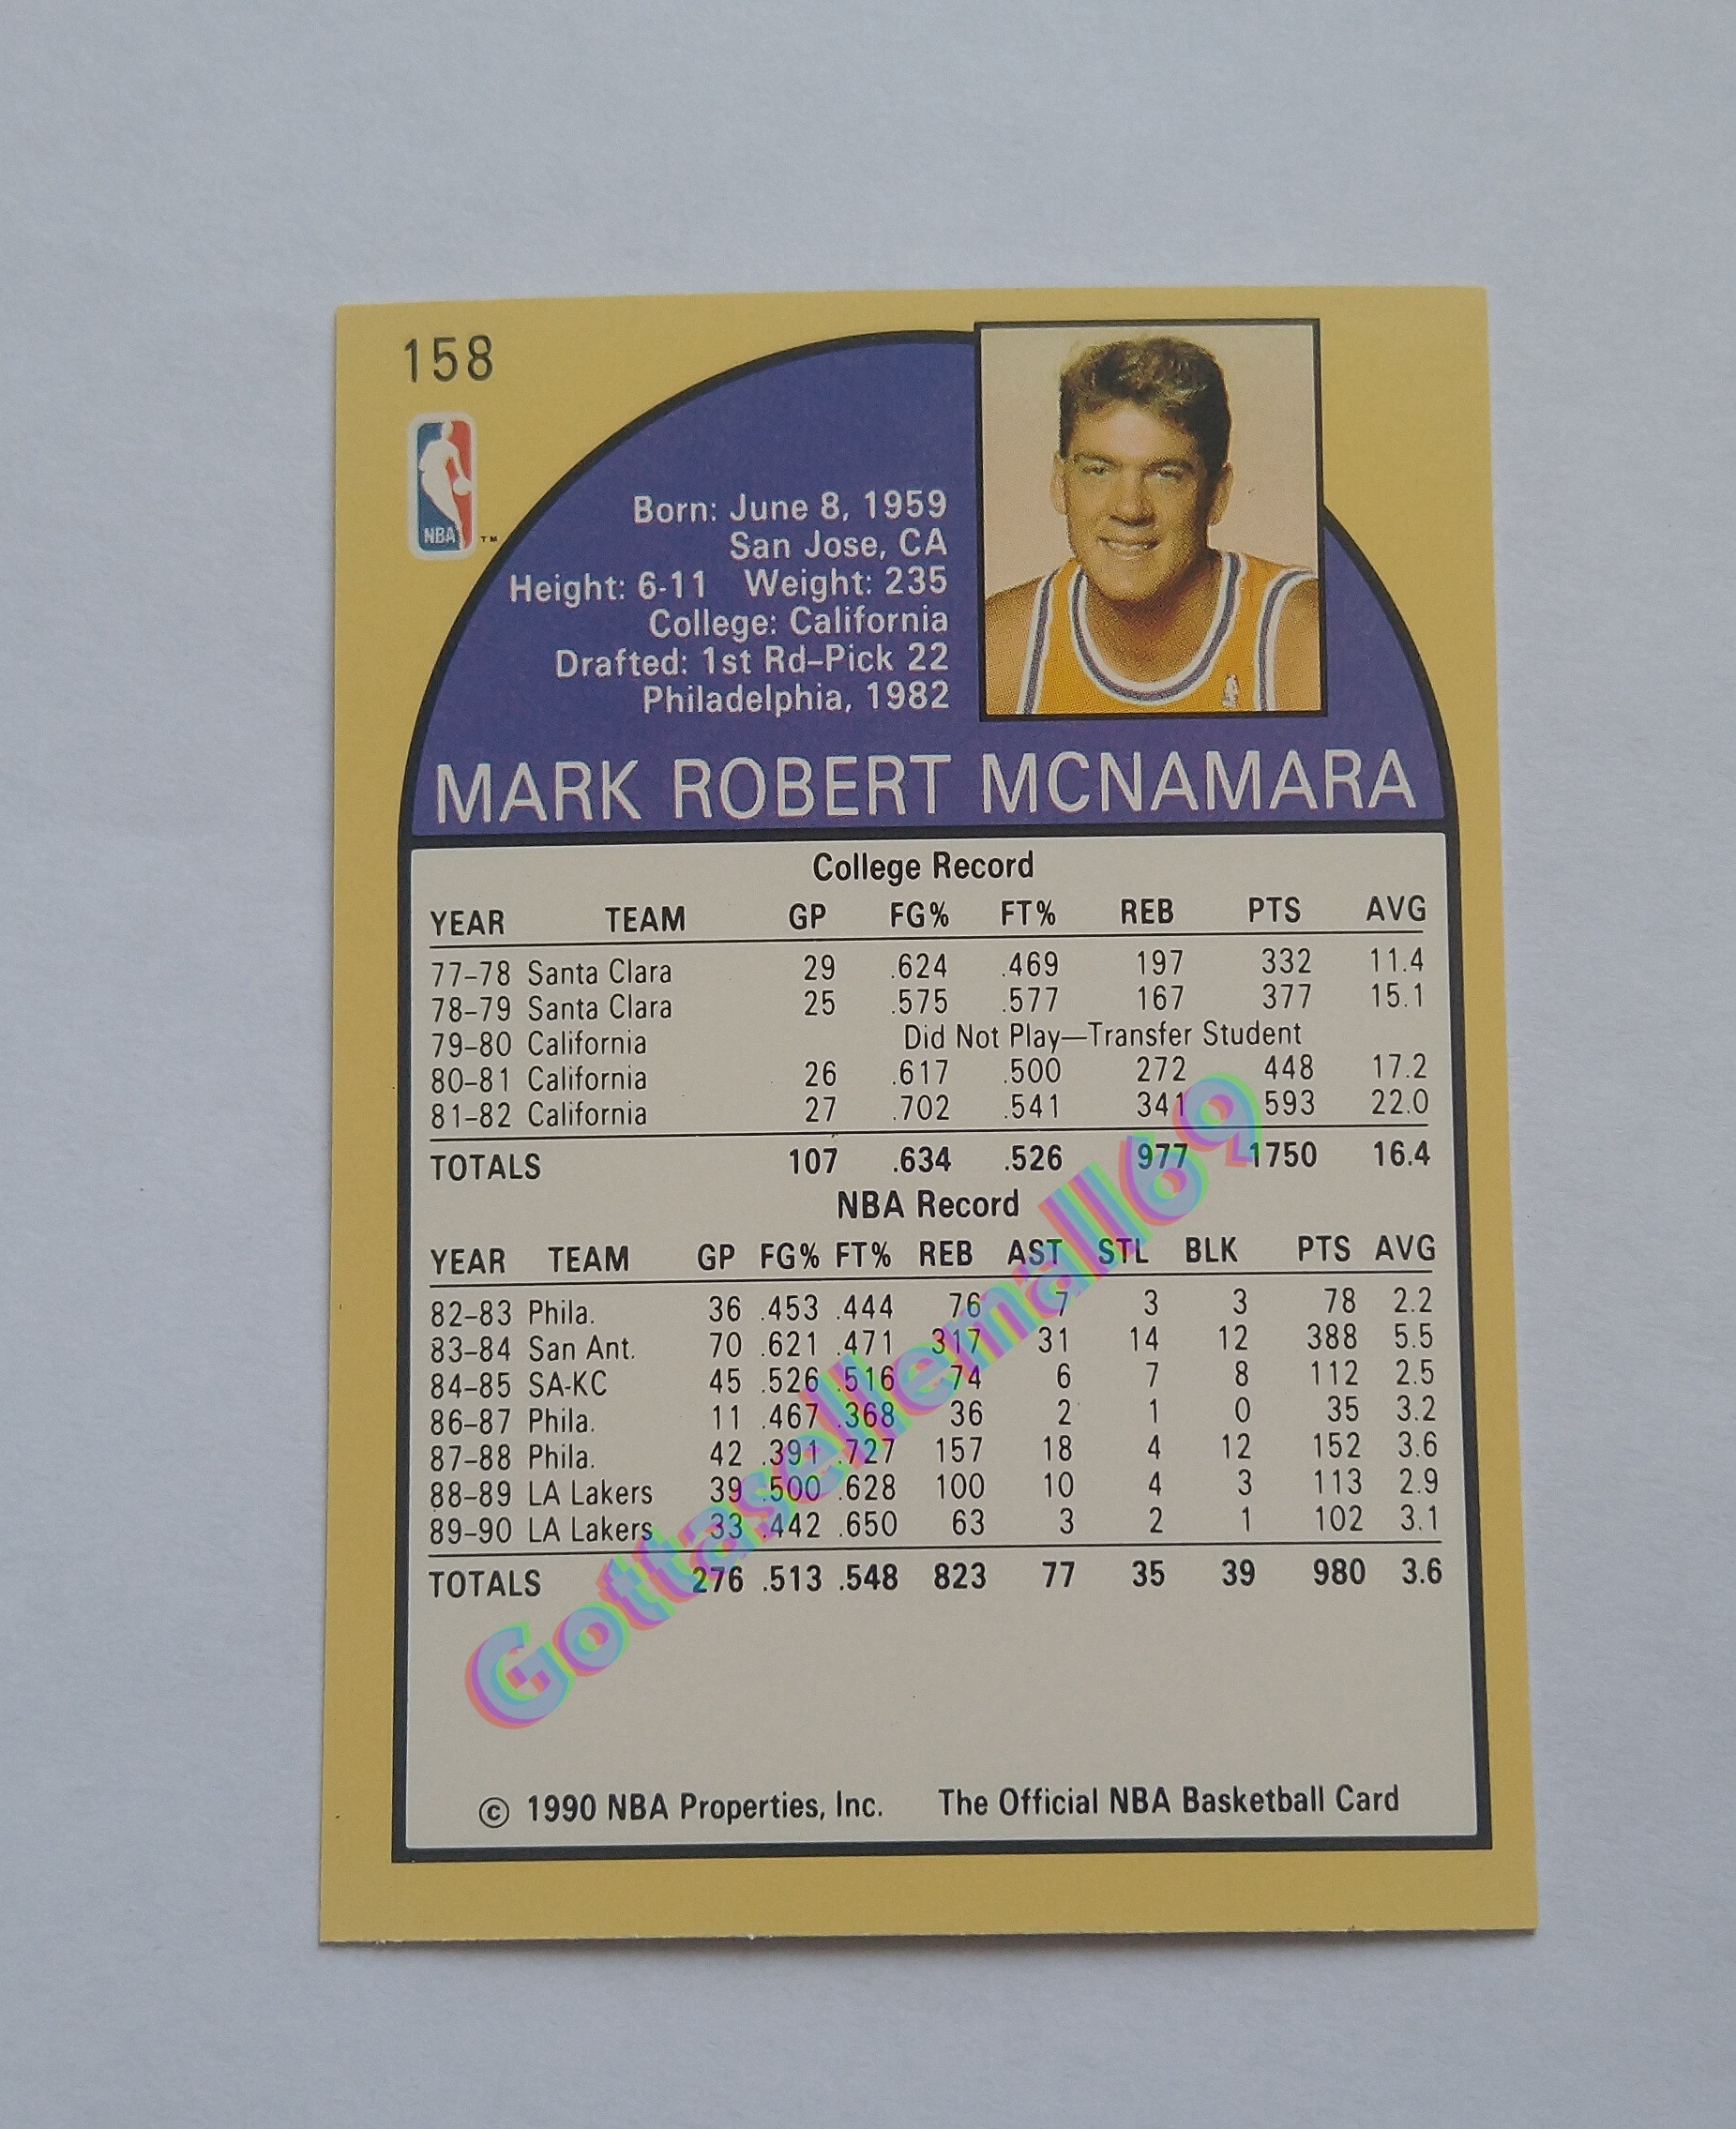 158
NBA
TM
Born: June 8, 1959
San Jose, CA
Height: 6-11 Weight: 235
College: California
Drafted: 1st Rd–Pick 22
Philadelphia, 1982
MARK ROBERT MCNAMARA
College Record
YEAR TEAM GP FG% FT% REB PTS AVG
77–78 Santa Clara 29 .624 .469 197 332 11.4
78–79 Santa Clara 25 .575 .577 167 377 15.1
79–80 California Did Not Play—Transfer Student
80–81 California 26 .617 .500 272 448 17.2
81–82 California 27 .702 .541 341 593 22.0
TOTALS 107 .634 .526 977 1750 16.4
NBA Record
YEAR TEAM GP FG% FT% REB AST STL BLK PTS AVG
82–83 Phila. 36 .453 .444 76 7 3 3 78 2.2
83–84 San Ant. 70 .621 .471 317 31 14 12 388 5.5
84–85 SA-KC 45 .526 .516 74 6 7 8 112 2.5
86–87 Phila. 11 .467 .368 36 2 1 0 35 3.2
87–88 Phila. 42 .391 .727 157 18 4 12 152 3.6
88–89 LA Lakers 39 .500 .628 100 10 4 3 113 2.9
89–90 LA Lakers 33 .442 .650 63 3 2 1 102 3.1
TOTALS 276 .513 .548 823 77 35 39 980 3.6
Gottasellemall69
© 1990 NBA Properties, Inc. The Official NBA Basketball Card